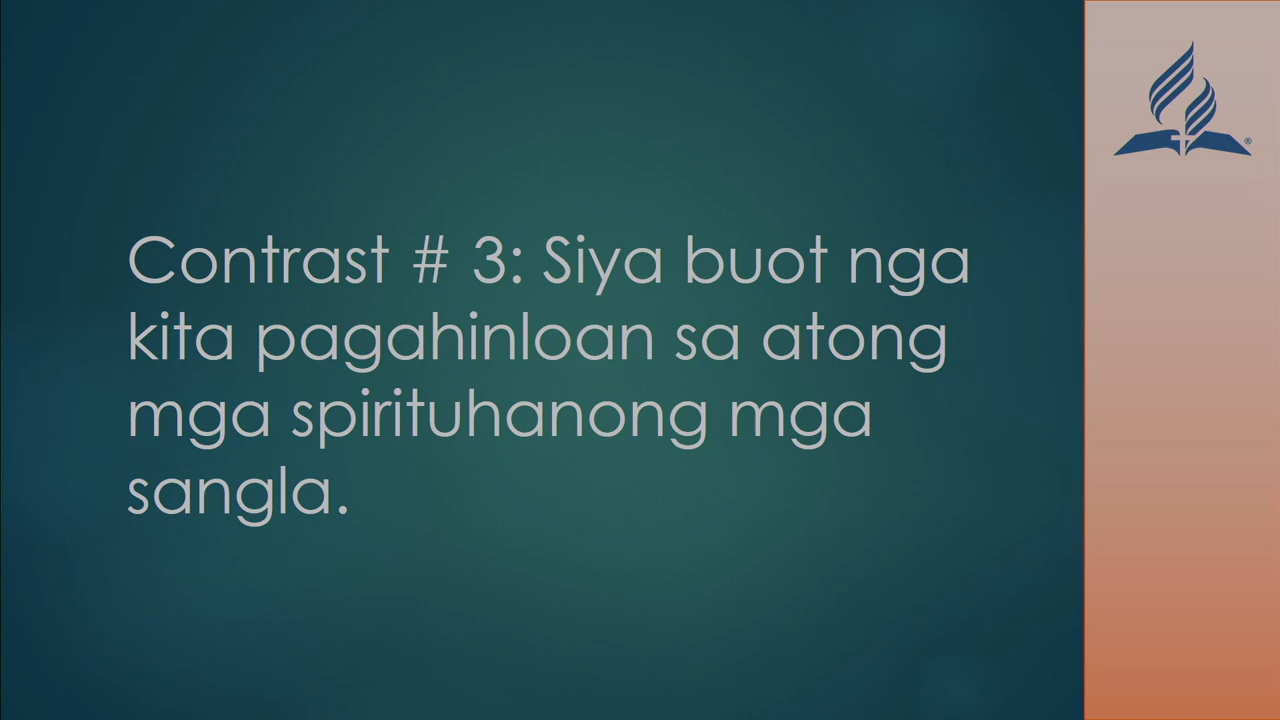 Contrast # 3: Siya buot nga
kita pagahinloan sa atong
mga spirituhanong mga
sangla.
®